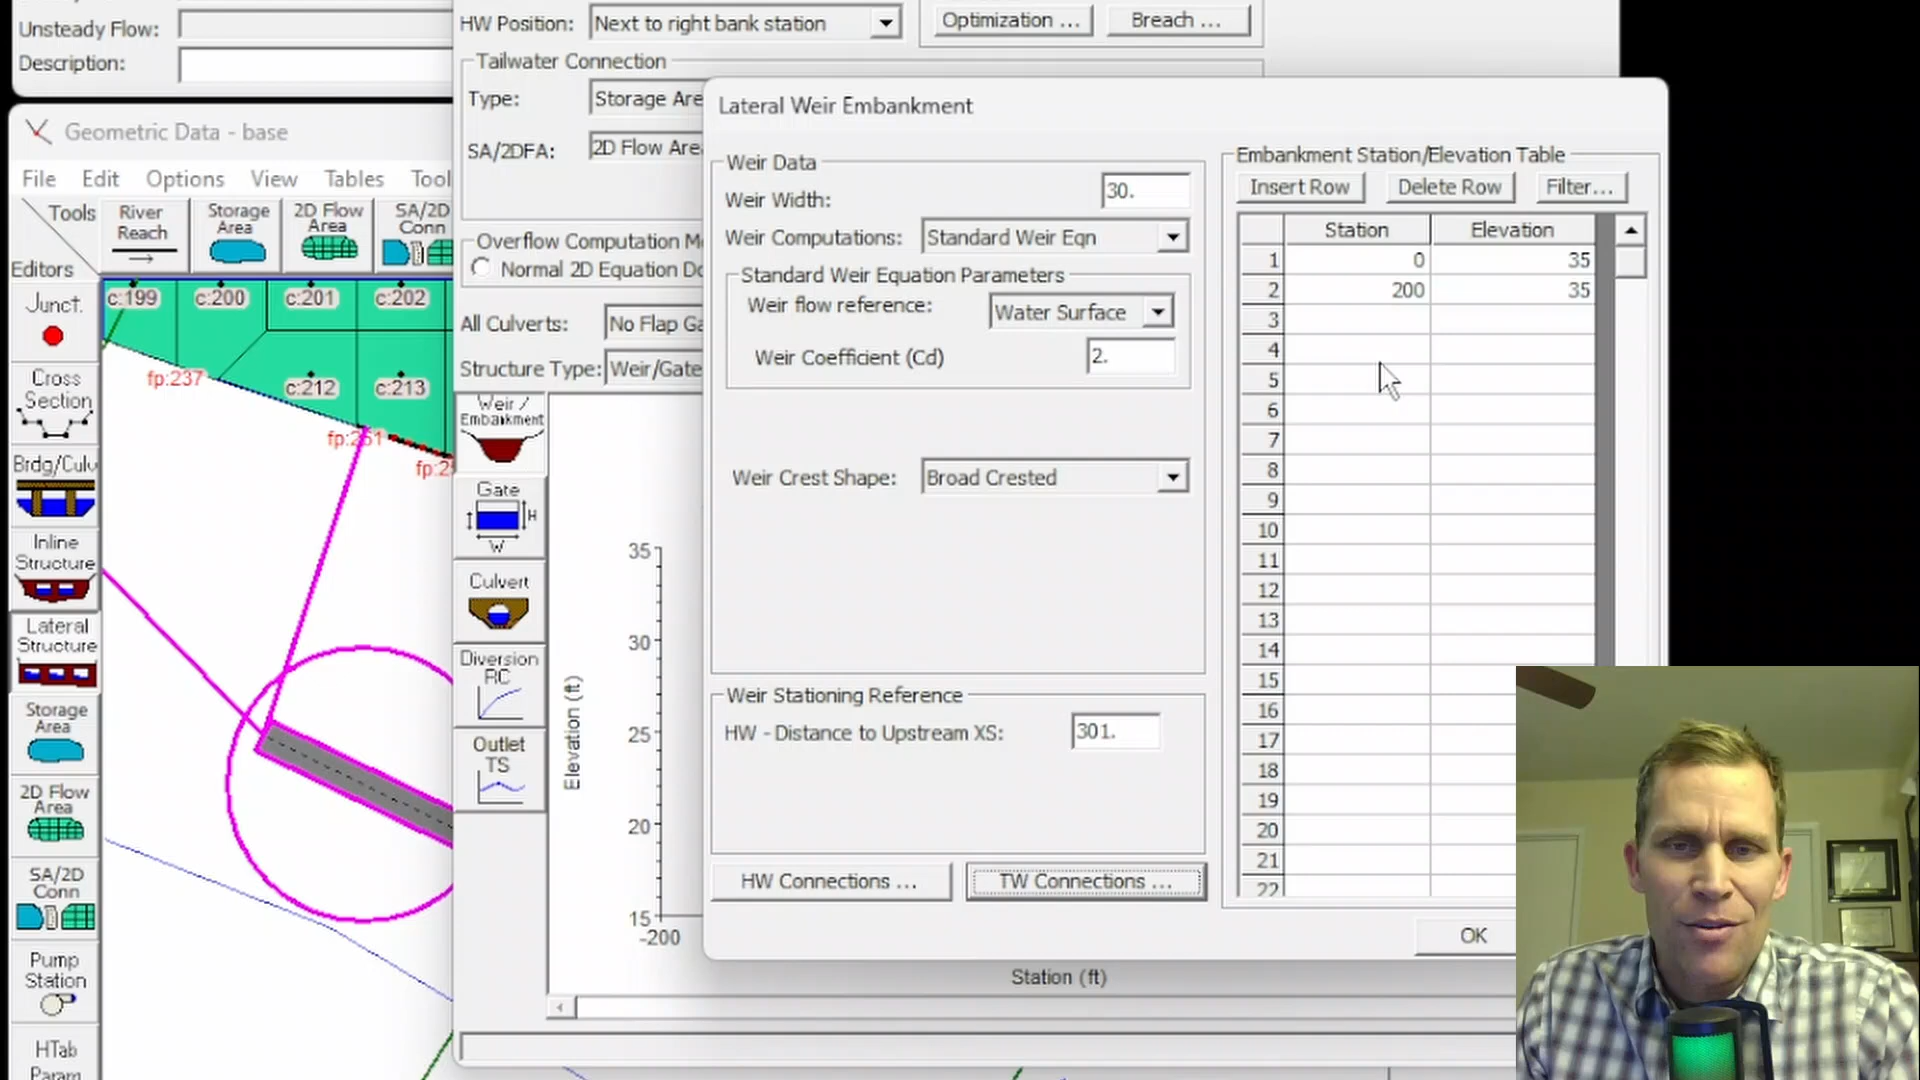 Unsteady Flow:
Description:
HW Position:
Next to right bank station
Optimization ...
Breach ...
Tailwater Connection
Type:
Storage Are
SA/2DFA:
2D Flow Are
Overflow Computation M
Normal 2D Equation Do
All Culverts:
No Flap Ga
Structure Type:
Weir/Gate
Geometric Data - base
File Edit Options View Tables Tool
Tools
Editors
River Reach
Storage Area
2D Flow Area
SA/2D Conn
Junct.
Cross Section
Brdg/Culv
Inline Structure
Lateral Structure
Storage Area
2D Flow Area
SA/2D Conn
Pump Station
HTab Param
c:199 c:200 c:201 c:202
c:212 c:213
fp:237
fp:251
fp:2
Weir / Embankment
Gate
H
W
Culvert
Diversion RC
Outlet TS
Elevation (ft)
35
30
25
20
15
-200
Station (ft)
Lateral Weir Embankment
Weir Data
Weir Width: 30.
Weir Computations: Standard Weir Eqn
Standard Weir Equation Parameters
Weir flow reference: Water Surface
Weir Coefficient (Cd) 2.
Weir Crest Shape: Broad Crested
Weir Stationing Reference
HW - Distance to Upstream XS: 301.
HW Connections ...
TW Connections ...
Embankment Station/Elevation Table
Insert Row Delete Row Filter...
Station Elevation
1 0 35
2 200 35
3
4
5
6
7
8
9
10
11
12
13
14
15
16
17
18
19
20
21
22
OK